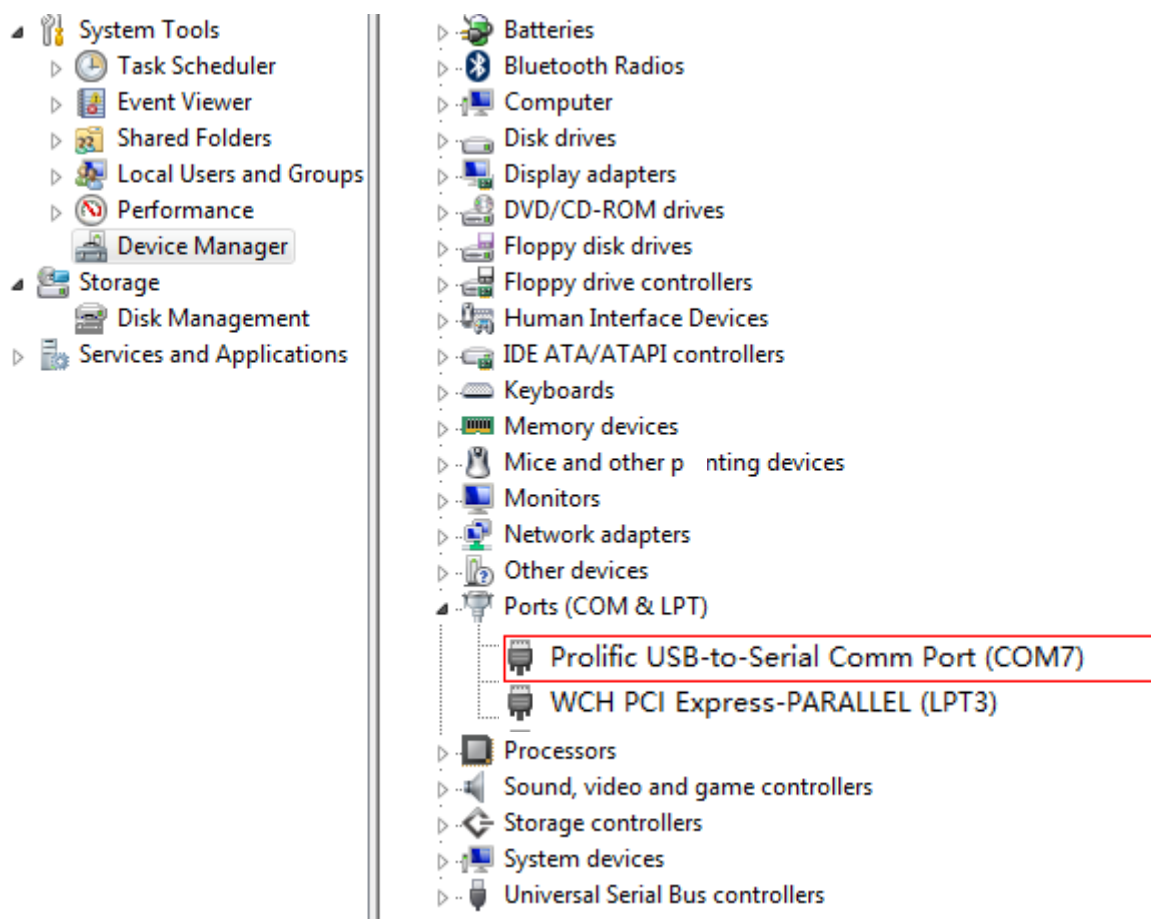 System Tools
Task Scheduler
Event Viewer
Shared Folders
Local Users and Groups
Performance
Device Manager
Storage
Disk Management
Services and Applications
Batteries
Bluetooth Radios
Computer
Disk drives
Display adapters
DVD/CD-ROM drives
Floppy disk drives
Floppy drive controllers
Human Interface Devices
IDE ATA/ATAPI controllers
Keyboards
Memory devices
Mice and other p nting devices
Monitors
Network adapters
Other devices
Ports (COM & LPT)
Prolific USB-to-Serial Comm Port (COM7)
WCH PCI Express-PARALLEL (LPT3)
Processors
Sound, video and game controllers
Storage controllers
System devices
Universal Serial Bus controllers